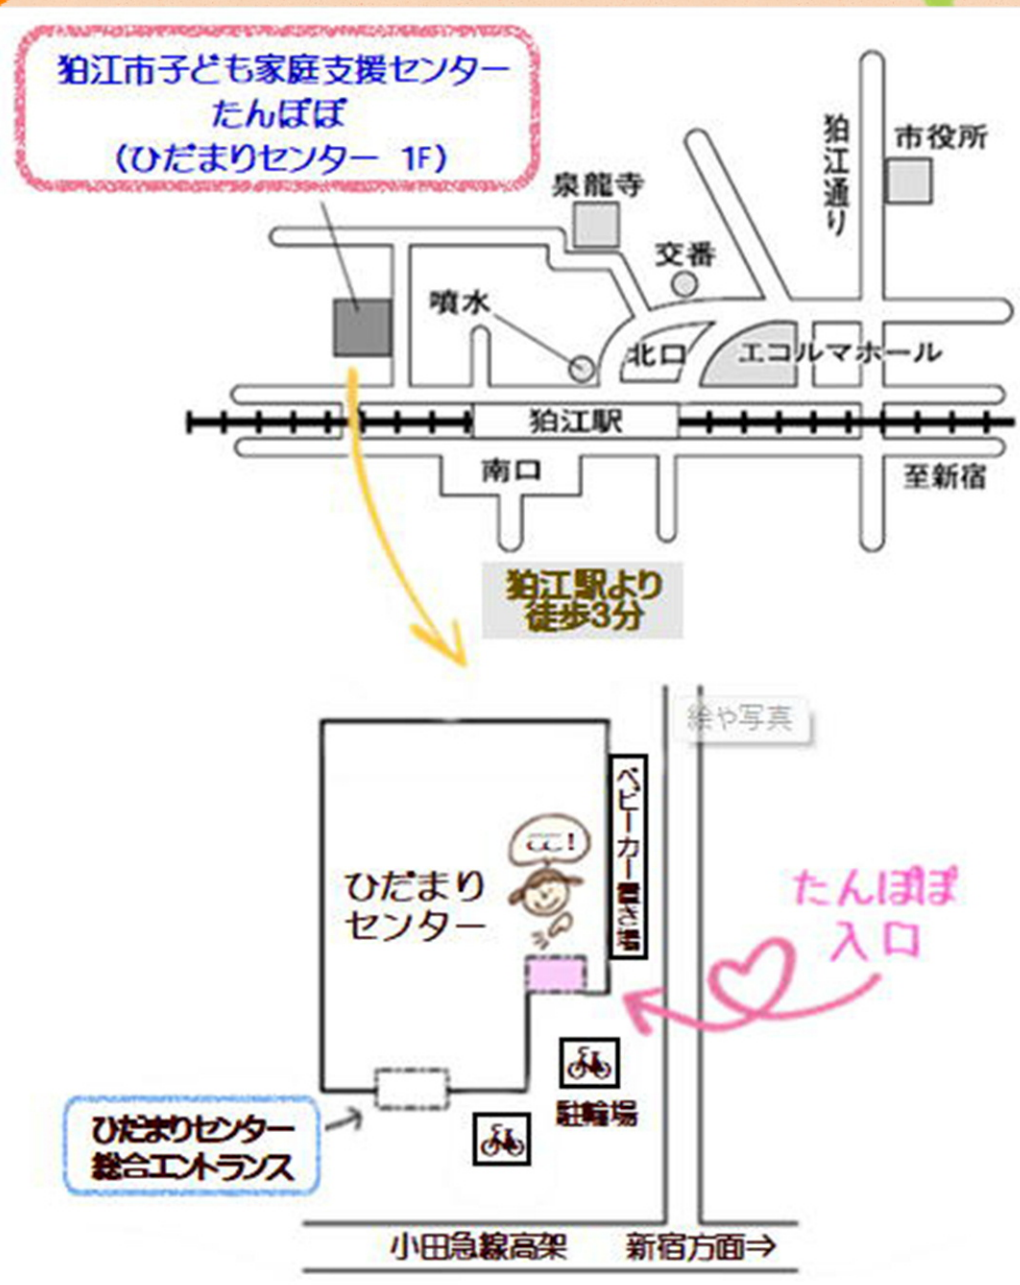 狛江市子ども家庭支援センター
たんぽぽ
(ひだまりセンター 1F)
狛江通り
市役所
泉龍寺
交番
噴水
北口
エコルマホール
狛江駅
南口
至新宿
狛江駅より
徒歩3分
絵や写真
ベビーカー置き場
ここ!
ひだまり
センター
たんぽぽ
入口
駐輪場
ひだまりセンター
総合エントランス
小田急線高架 新宿方面⇒